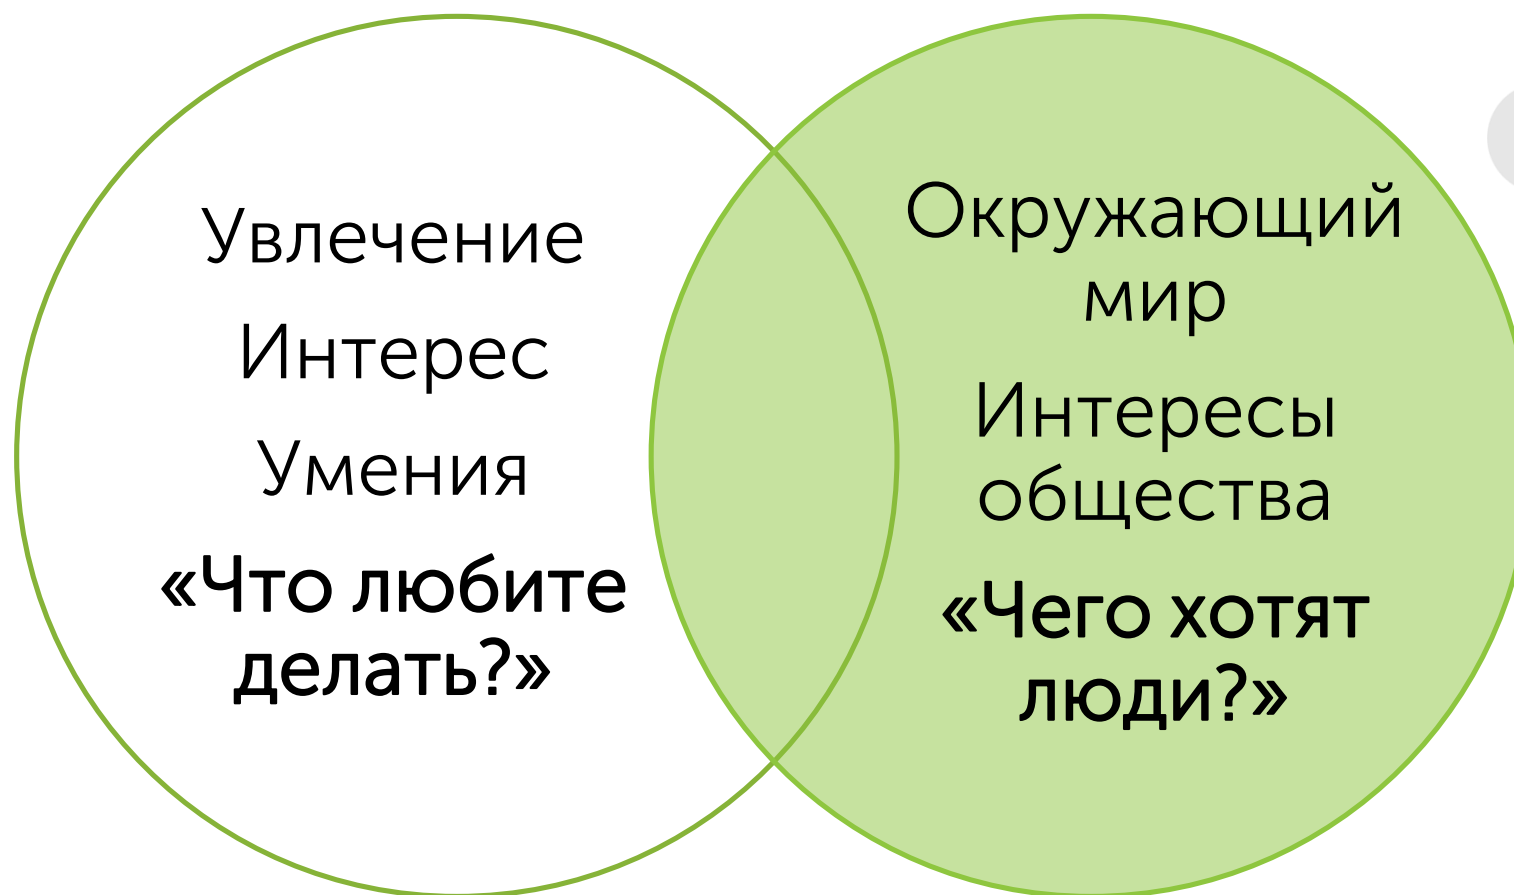 Увлечение
Интерес
Умения
«Что любите
делать?»
Окружающий
мир
Интересы
общества
«Чего хотят
люди?»